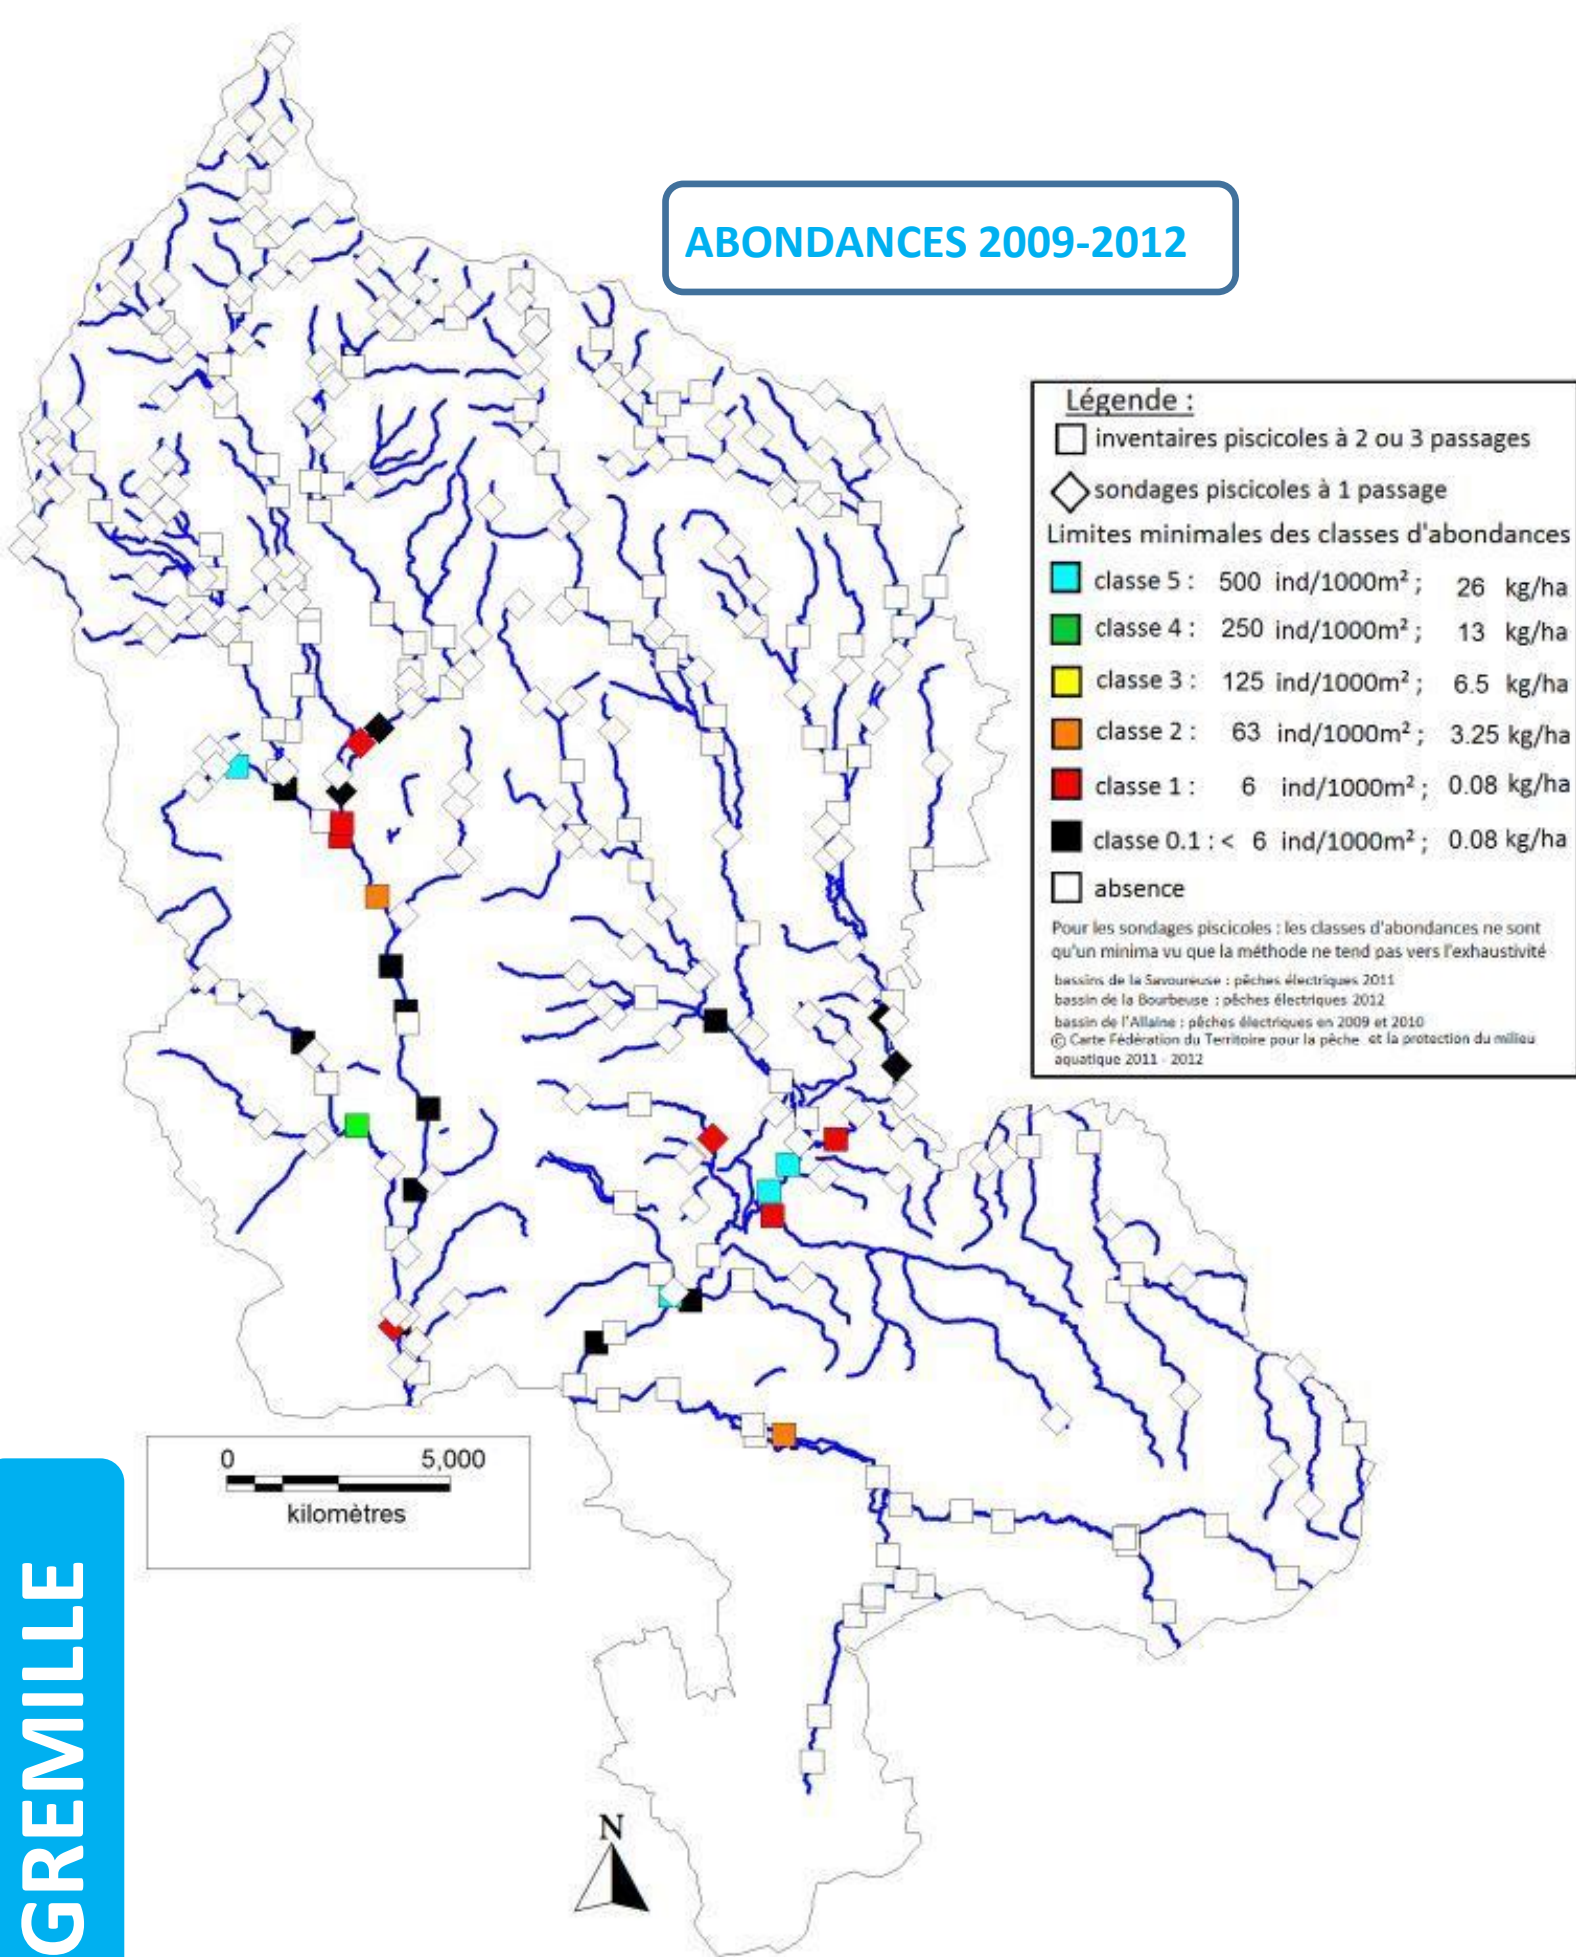 ABONDANCES 2009-2012
Légende :
inventaires piscicoles à 2 ou 3 passages
sondages piscicoles à 1 passage
Limites minimales des classes d'abondances
classe 5 : 500 ind/1000m² ; 26 kg/ha
classe 4 : 250 ind/1000m² ; 13 kg/ha
classe 3 : 125 ind/1000m² ; 6.5 kg/ha
classe 2 : 63 ind/1000m² ; 3.25 kg/ha
classe 1 : 6 ind/1000m² ; 0.08 kg/ha
classe 0.1 : < 6 ind/1000m² ; 0.08 kg/ha
absence
Pour les sondages piscicoles : les classes d'abondances ne sont
qu'un minima vu que la méthode ne tend pas vers l'exhaustivité
bassins de la Savoureuse : pêches électriques 2011
bassin de la Bourbeuse : pêches électriques 2012
bassin de l'Allaine : pêches électriques en 2009 et 2010
© Carte Fédération du Territoire pour la pêche et la protection du milieu
aquatique 2011 - 2012
0 5,000
kilomètres
GREMILLE
N